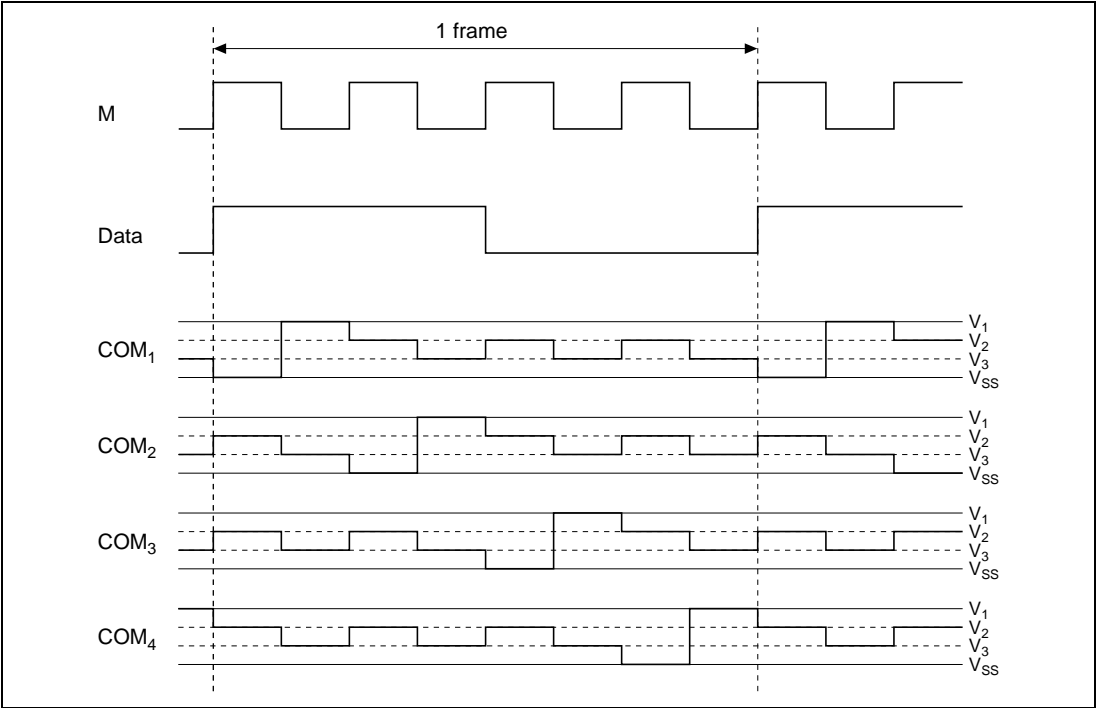 1 frame
M
Data
COM₁
V₁
V₂
V₃
VSS
COM₂
V₁
V₂
V₃
VSS
COM₃
V₁
V₂
V₃
VSS
COM₄
V₁
V₂
V₃
VSS